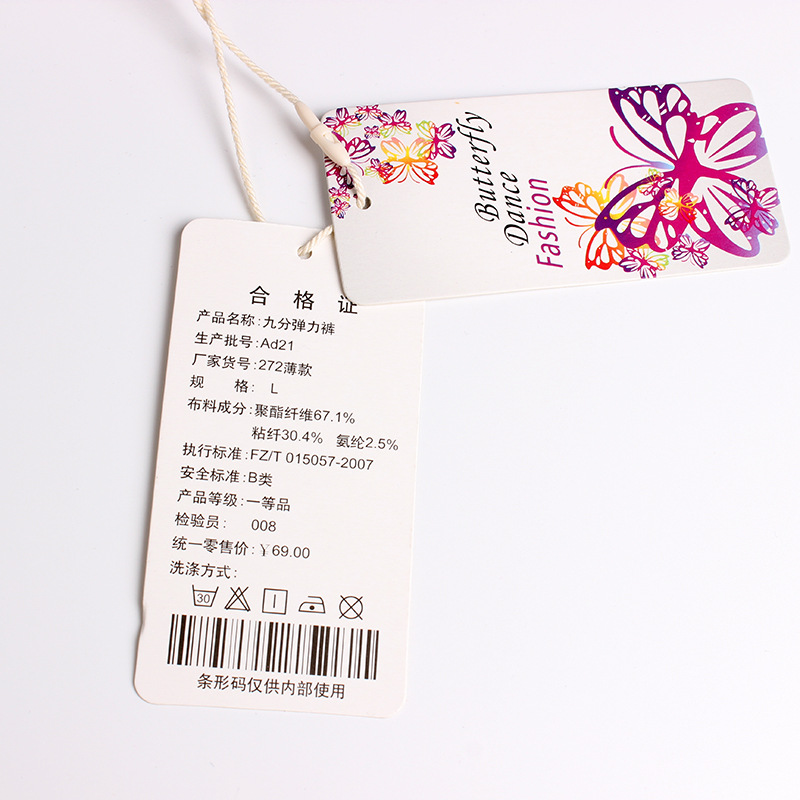 Butterfly
Dance
Fashion
合格证
产品名称:九分弹力裤
生产批号:Ad21
厂家货号:272薄款
规 格: L
布料成分:聚酯纤维67.1%
粘纤30.4% 氨纶2.5%
执行标准:FZ/T 015057-2007
安全标准:B类
产品等级:一等品
检验员: 008
统一零售价:¥69.00
洗涤方式:
30
条形码仅供内部使用